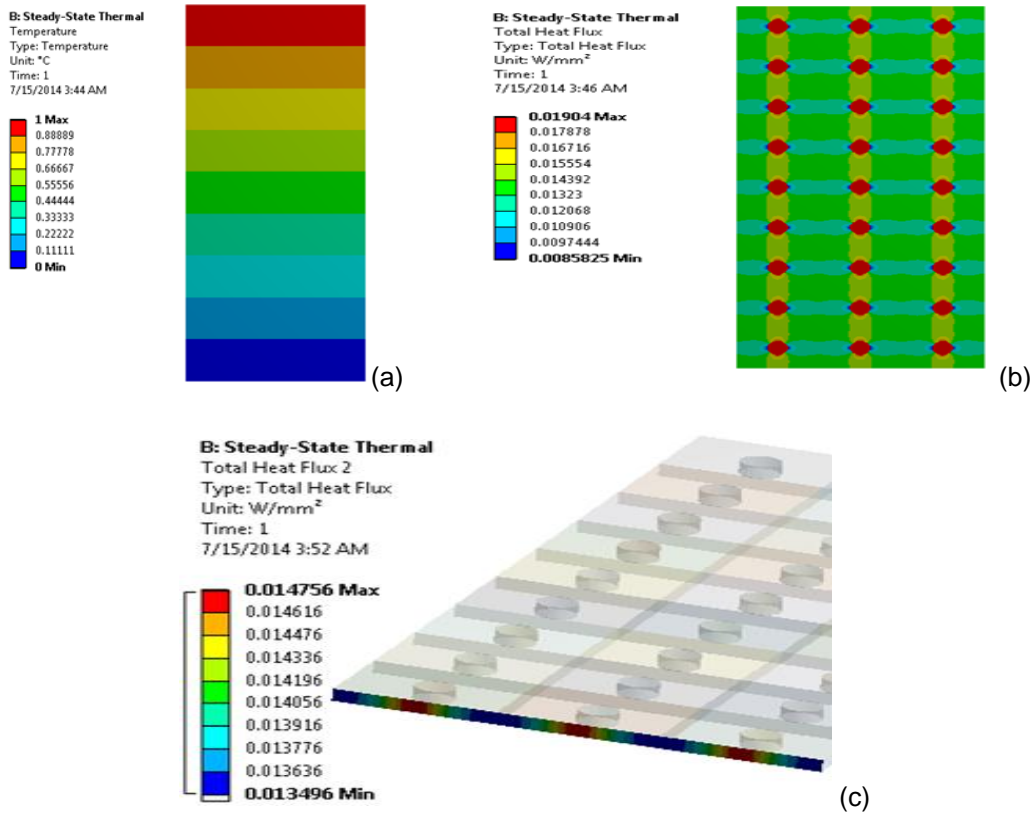 B: Steady-State Thermal
Temperature
Type: Temperature
Unit: °C
Time: 1
7/15/2014 3:44 AM
1 Max
0.88889
0.77778
0.66667
0.55556
0.44444
0.33333
0.22222
0.11111
0 Min
(a)
B: Steady-State Thermal
Total Heat Flux
Type: Total Heat Flux
Unit: W/mm²
Time: 1
7/15/2014 3:46 AM
0.01904 Max
0.017878
0.016716
0.015554
0.014392
0.01323
0.012068
0.010906
0.0097444
0.0085825 Min
(b)
B: Steady-State Thermal
Total Heat Flux 2
Type: Total Heat Flux
Unit: W/mm²
Time: 1
7/15/2014 3:52 AM
0.014756 Max
0.014616
0.014476
0.014336
0.014196
0.014056
0.013916
0.013776
0.013636
0.013496 Min
(c)